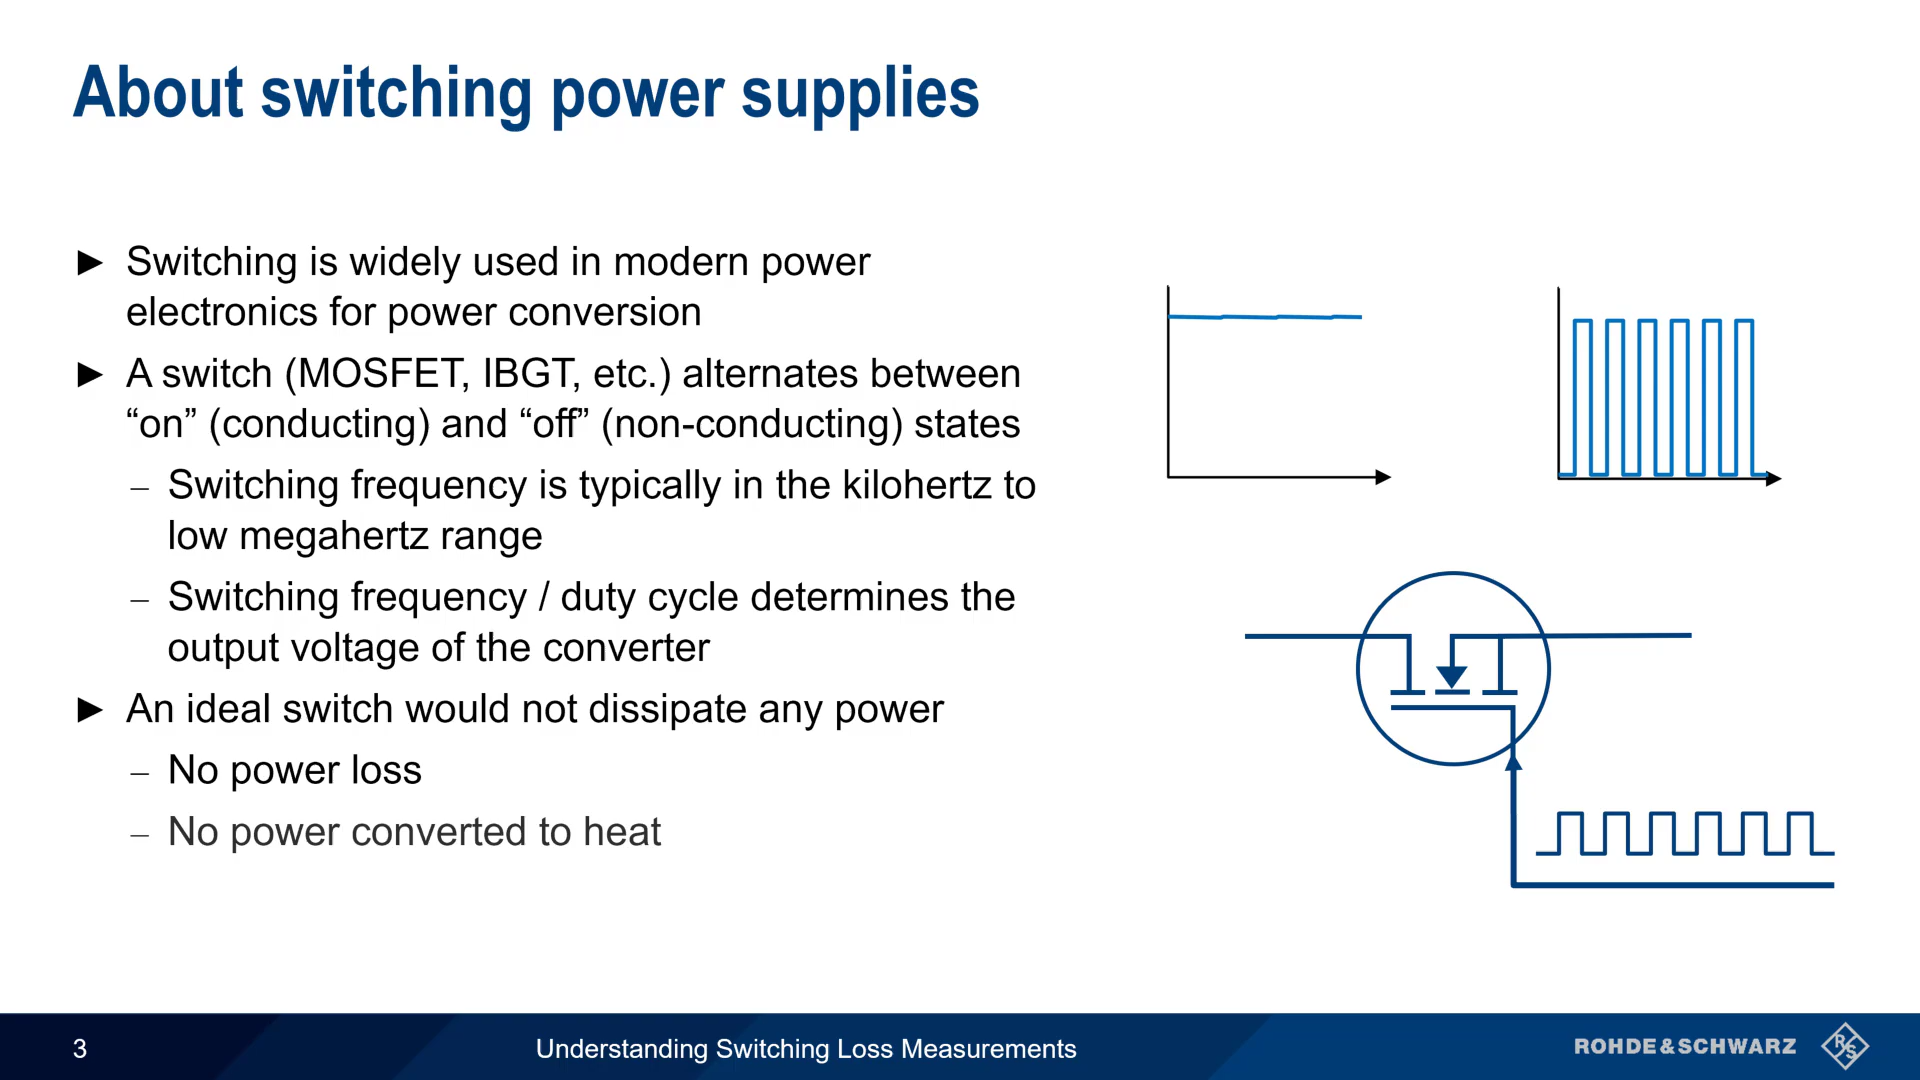 About switching power supplies
► Switching is widely used in modern power
electronics for power conversion
► A switch (MOSFET, IBGT, etc.) alternates between
“on” (conducting) and “off” (non-conducting) states
– Switching frequency is typically in the kilohertz to
low megahertz range
– Switching frequency / duty cycle determines the
output voltage of the converter
► An ideal switch would not dissipate any power
– No power loss
– No power converted to heat
3
Understanding Switching Loss Measurements
ROHDE&SCHWARZ
RS